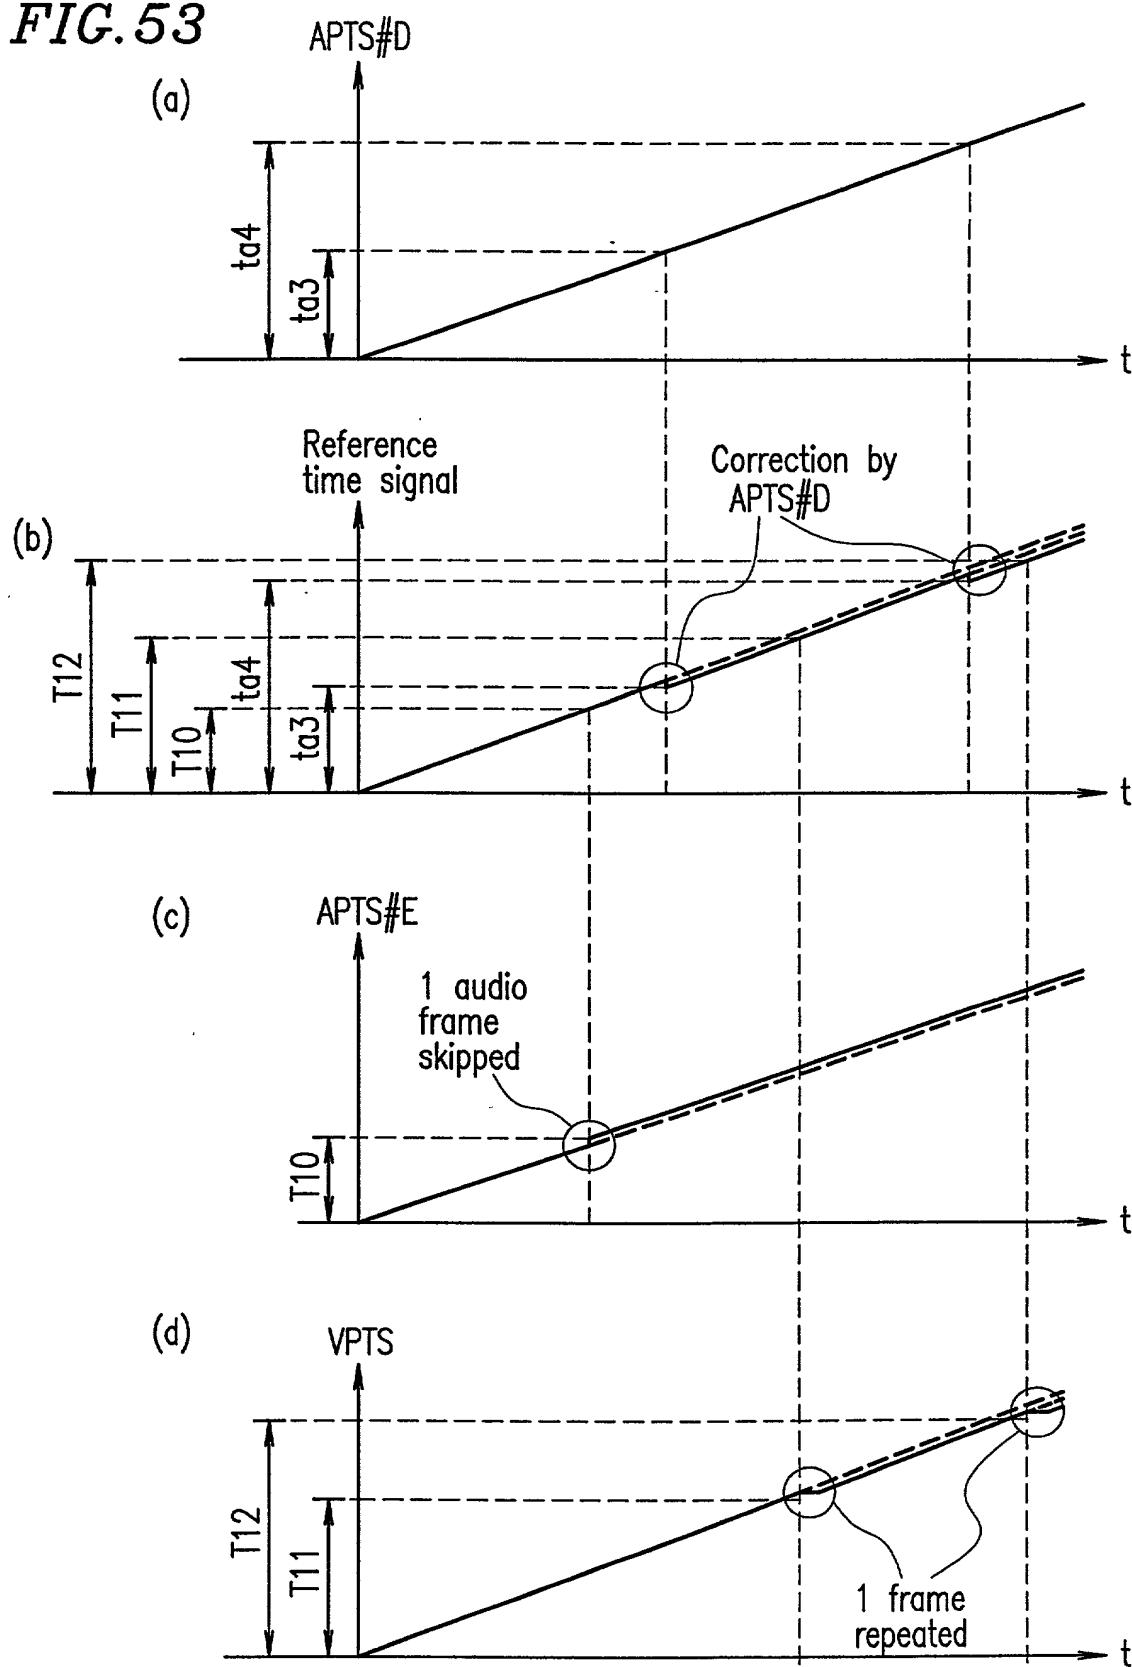 FIG.53
APTS#D
(a)
ta4
ta3
t
Reference
time signal
Correction by
APTS#D
(b)
T12
T11
T10
ta4
ta3
t
(c)
APTS#E
1 audio
frame
skipped
T10
t
(d)
VPTS
T12
T11
1 frame
repeated
t